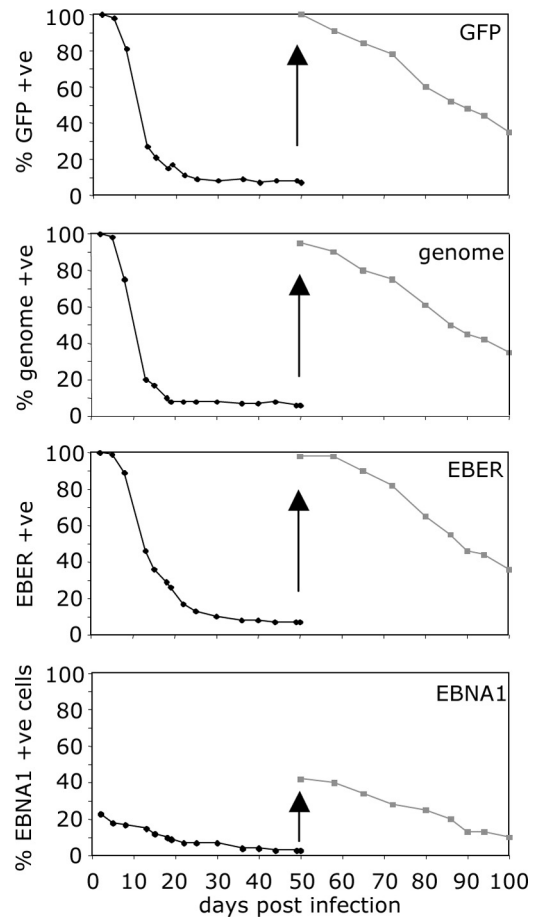 100
80
60
40
20
0
% GFP +ve
GFP
100
80
60
40
20
0
% genome +ve
genome
100
80
60
40
20
0
EBER +ve
EBER
100
80
60
40
20
0
% EBNA1 +ve cells
EBNA1
0 10 20 30 40 50 60 70 80 90 100
days post infection